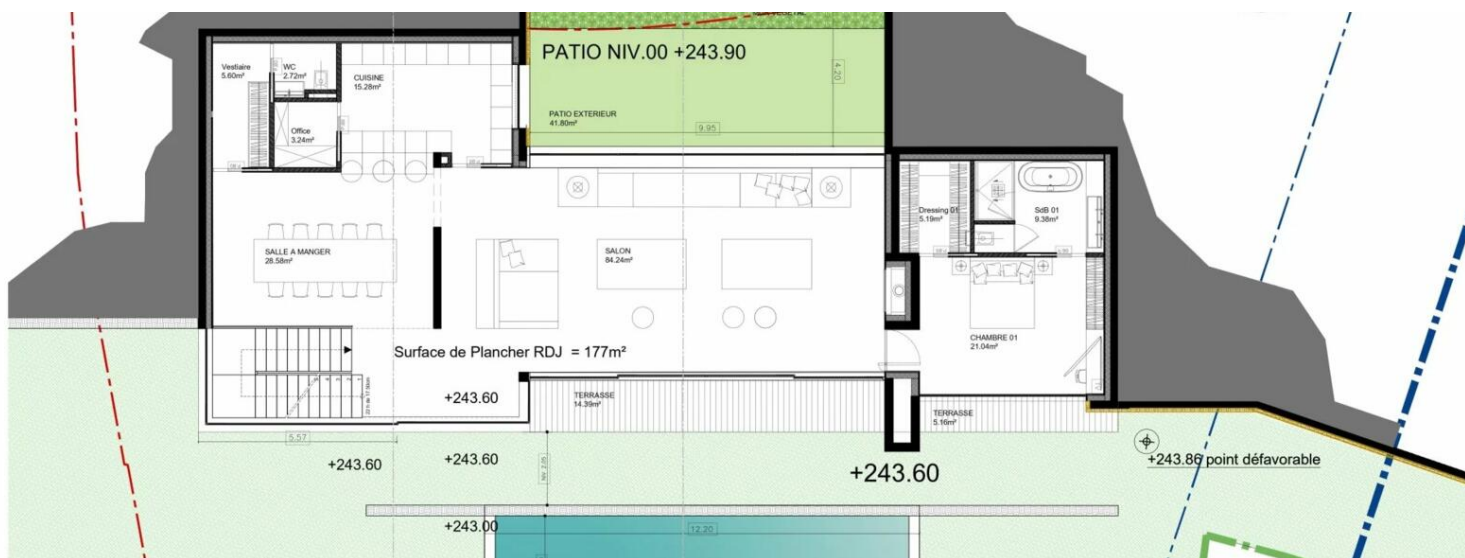 PATIO NIV.00 +243.90
4.20
Vestiaire
5.60m²
WC
2.72m²
CUISINE
15.28m²
PATIO EXTERIEUR
41.80m²
9.95
Office
3.24m²
Dressing 01
5.19m²
SdB 01
9.38m²
SALLE A MANGER
28.58m²
SALON
84.24m²
CHAMBRE 01
21.04m²
Surface de Plancher RDJ = 177m²
+243.60
TERRASSE
14.39m²
TERRASSE
5.16m²
5.57
+243.60
+243.60
+243.60
+243.86 point défavorable
+243.00
12.20